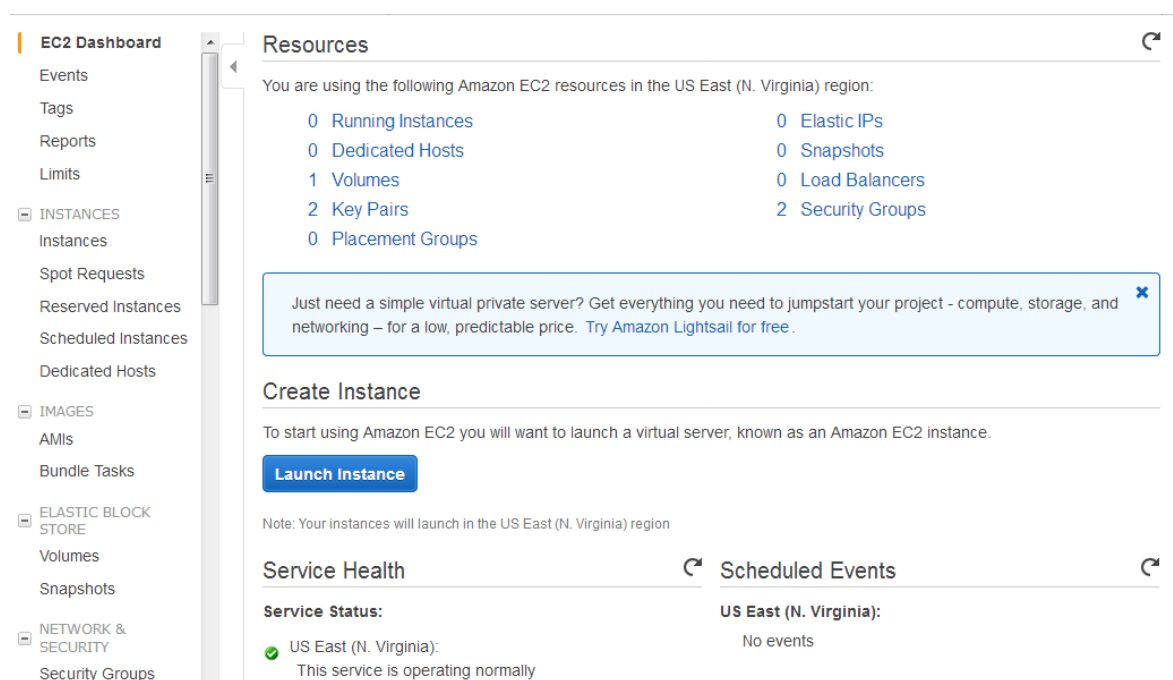 EC2 Dashboard
Events
Tags
Reports
Limits
INSTANCES
Instances
Spot Requests
Reserved Instances
Scheduled Instances
Dedicated Hosts
IMAGES
AMIs
Bundle Tasks
ELASTIC BLOCK
STORE
Volumes
Snapshots
NETWORK &
SECURITY
Security Groups
Resources
You are using the following Amazon EC2 resources in the US East (N. Virginia) region:
0 Running Instances
0 Dedicated Hosts
1 Volumes
2 Key Pairs
0 Placement Groups
0 Elastic IPs
0 Snapshots
0 Load Balancers
2 Security Groups
Just need a simple virtual private server? Get everything you need to jumpstart your project - compute, storage, and
networking – for a low, predictable price. Try Amazon Lightsail for free.
Create Instance
To start using Amazon EC2 you will want to launch a virtual server, known as an Amazon EC2 instance.
Launch Instance
Note: Your instances will launch in the US East (N. Virginia) region
Service Health
Service Status:
US East (N. Virginia):
This service is operating normally
Scheduled Events
US East (N. Virginia):
No events